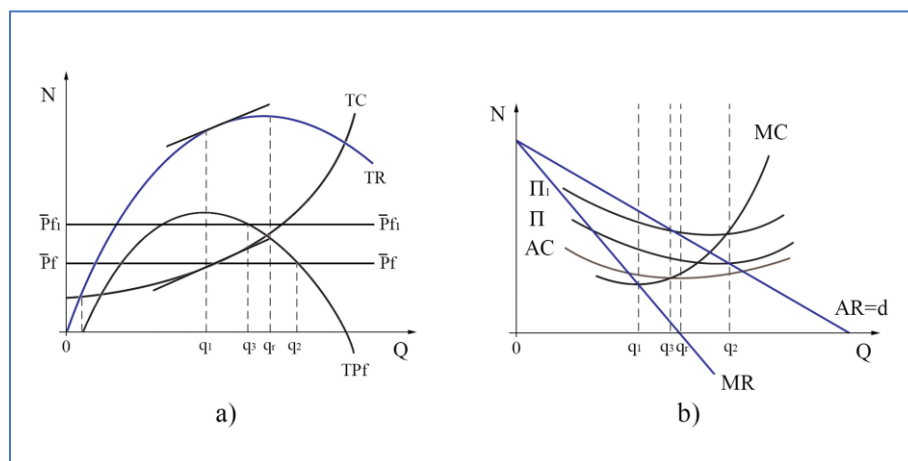 N
TC
TR
P̅f₁
P̅f₁
P̅f
P̅f
0
q₁
q₃
qᵣ
q₂
Q
TPf
a)
N
MC
Π₁
Π
AC
AR=d
0
q₁
q₃
qᵣ
q₂
Q
MR
b)